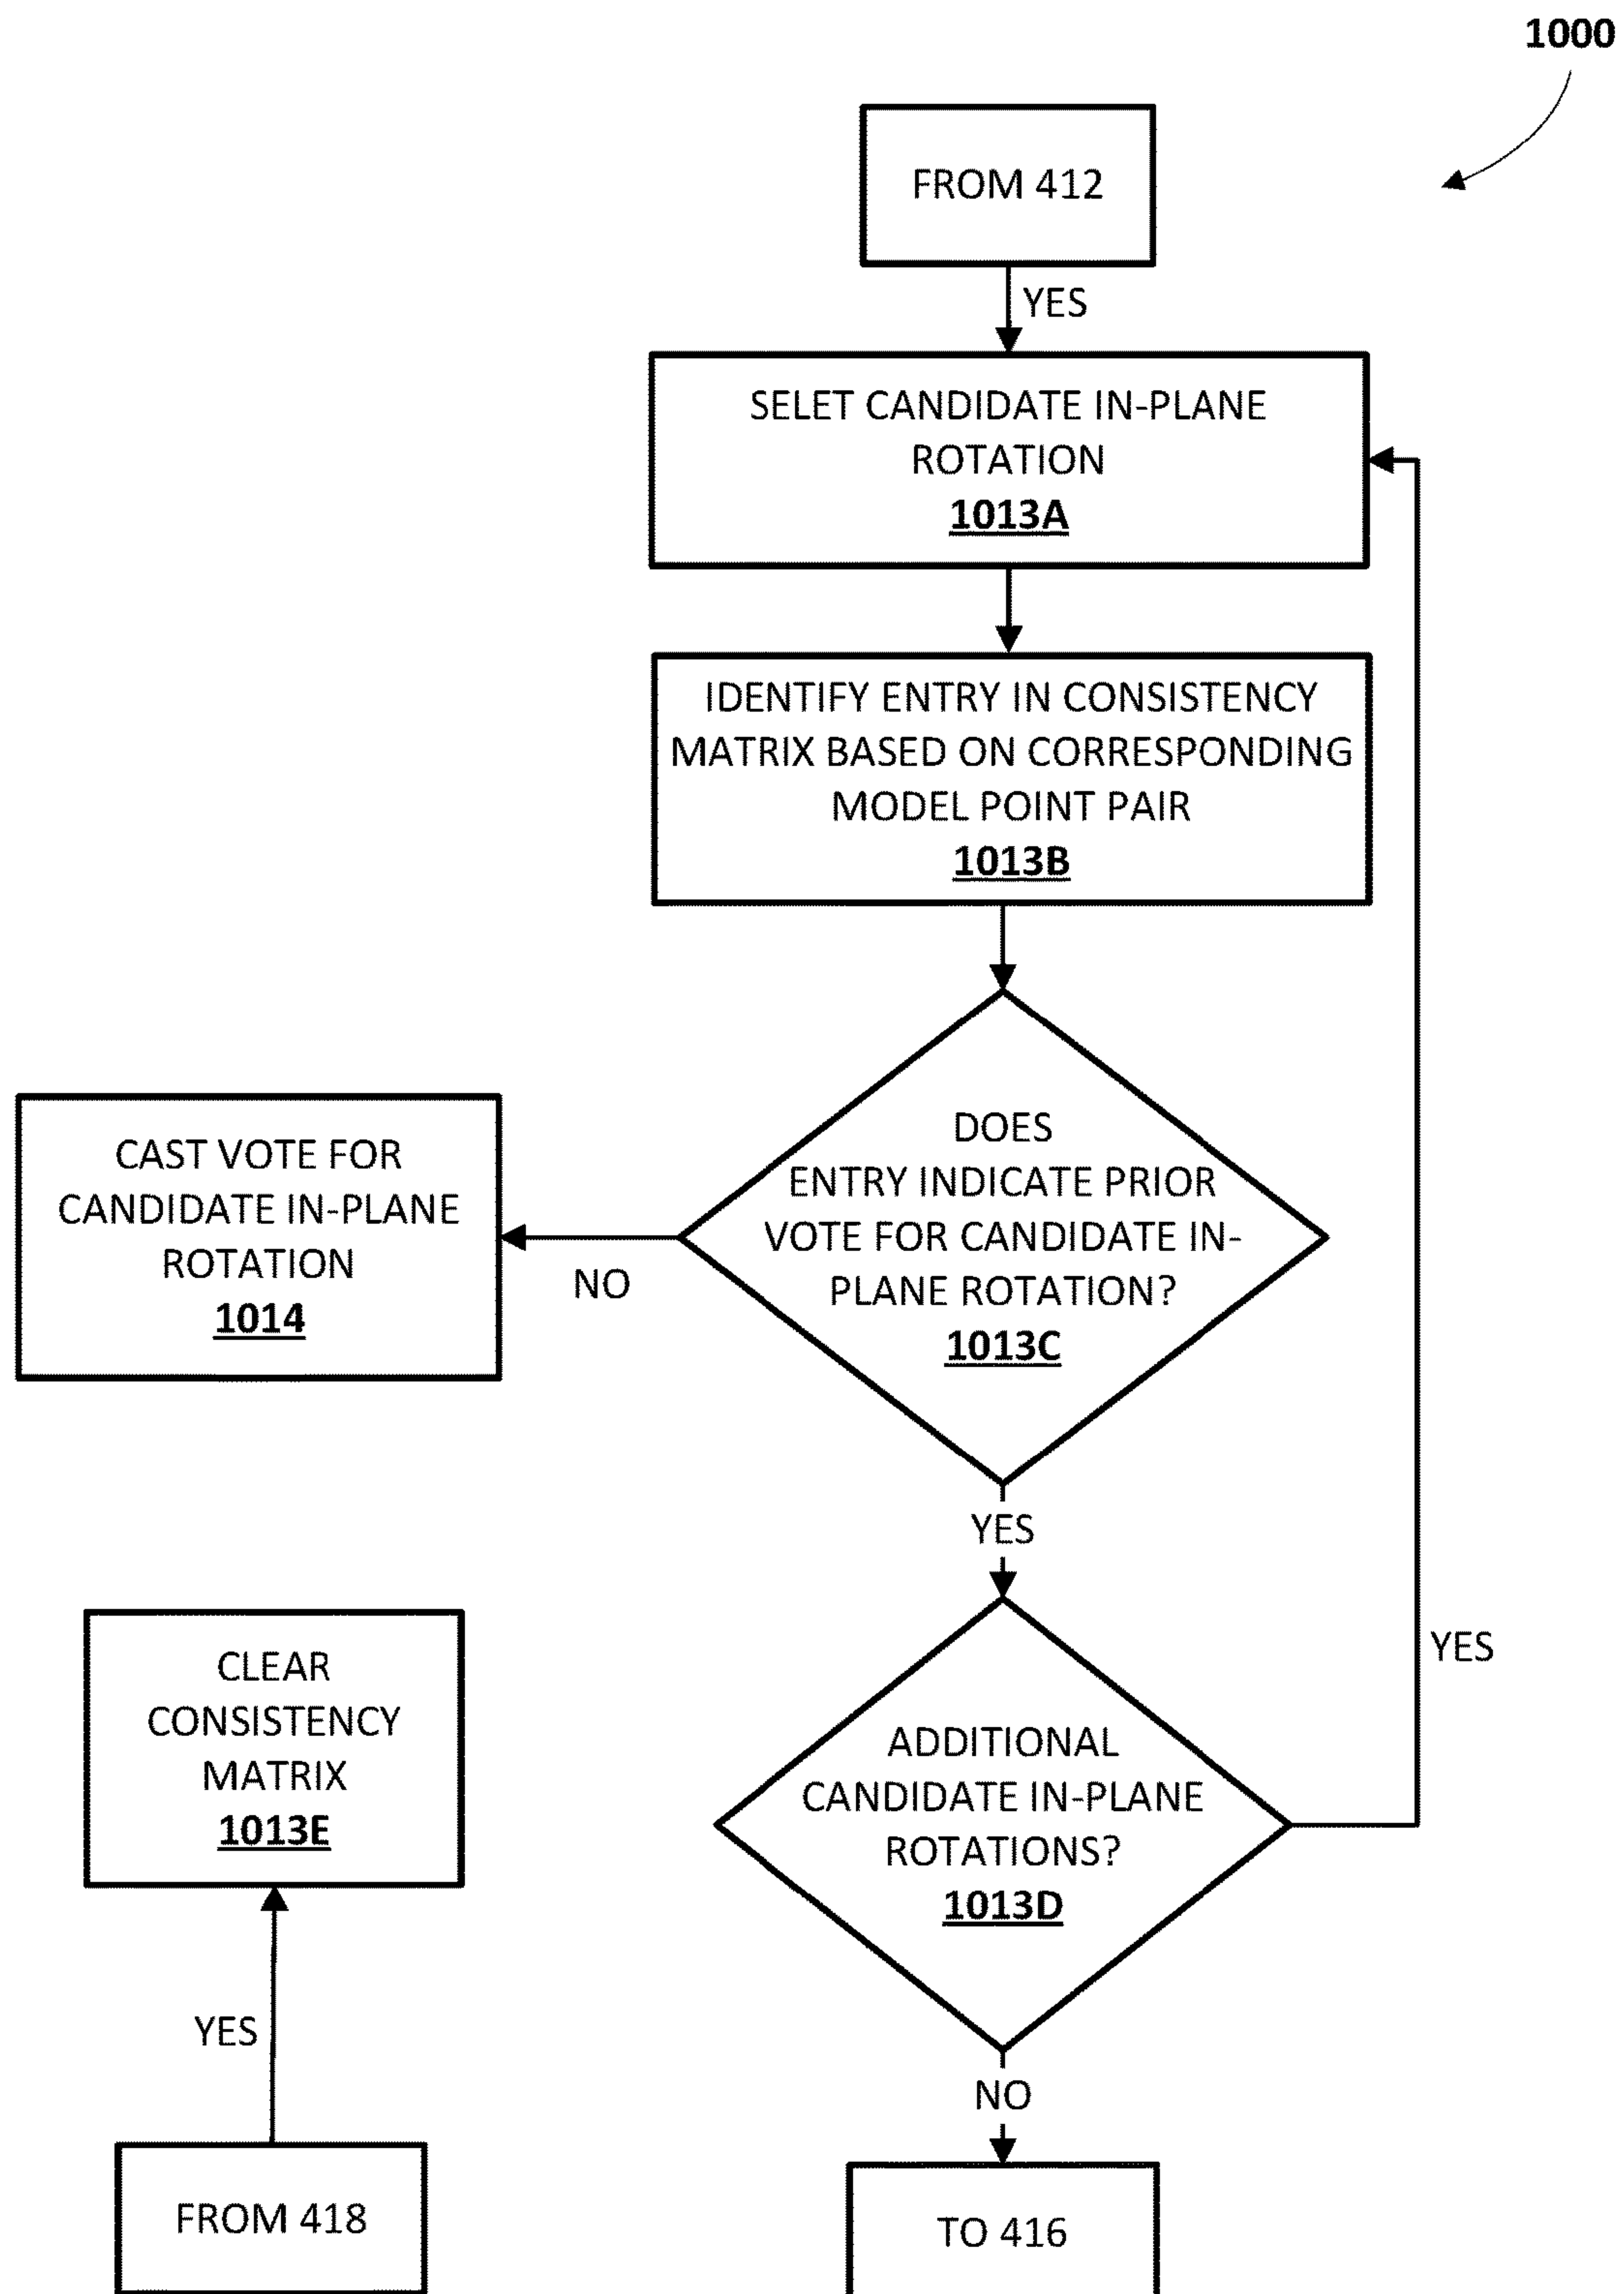 1000
FROM 412
YES
SELET CANDIDATE IN-PLANE
ROTATION
1013A
IDENTIFY ENTRY IN CONSISTENCY
MATRIX BASED ON CORRESPONDING
MODEL POINT PAIR
1013B
DOES
ENTRY INDICATE PRIOR
VOTE FOR CANDIDATE IN-
PLANE ROTATION?
1013C
NO
CAST VOTE FOR
CANDIDATE IN-PLANE
ROTATION
1014
YES
ADDITIONAL
CANDIDATE IN-PLANE
ROTATIONS?
1013D
YES
NO
TO 416
CLEAR
CONSISTENCY
MATRIX
1013E
YES
FROM 418